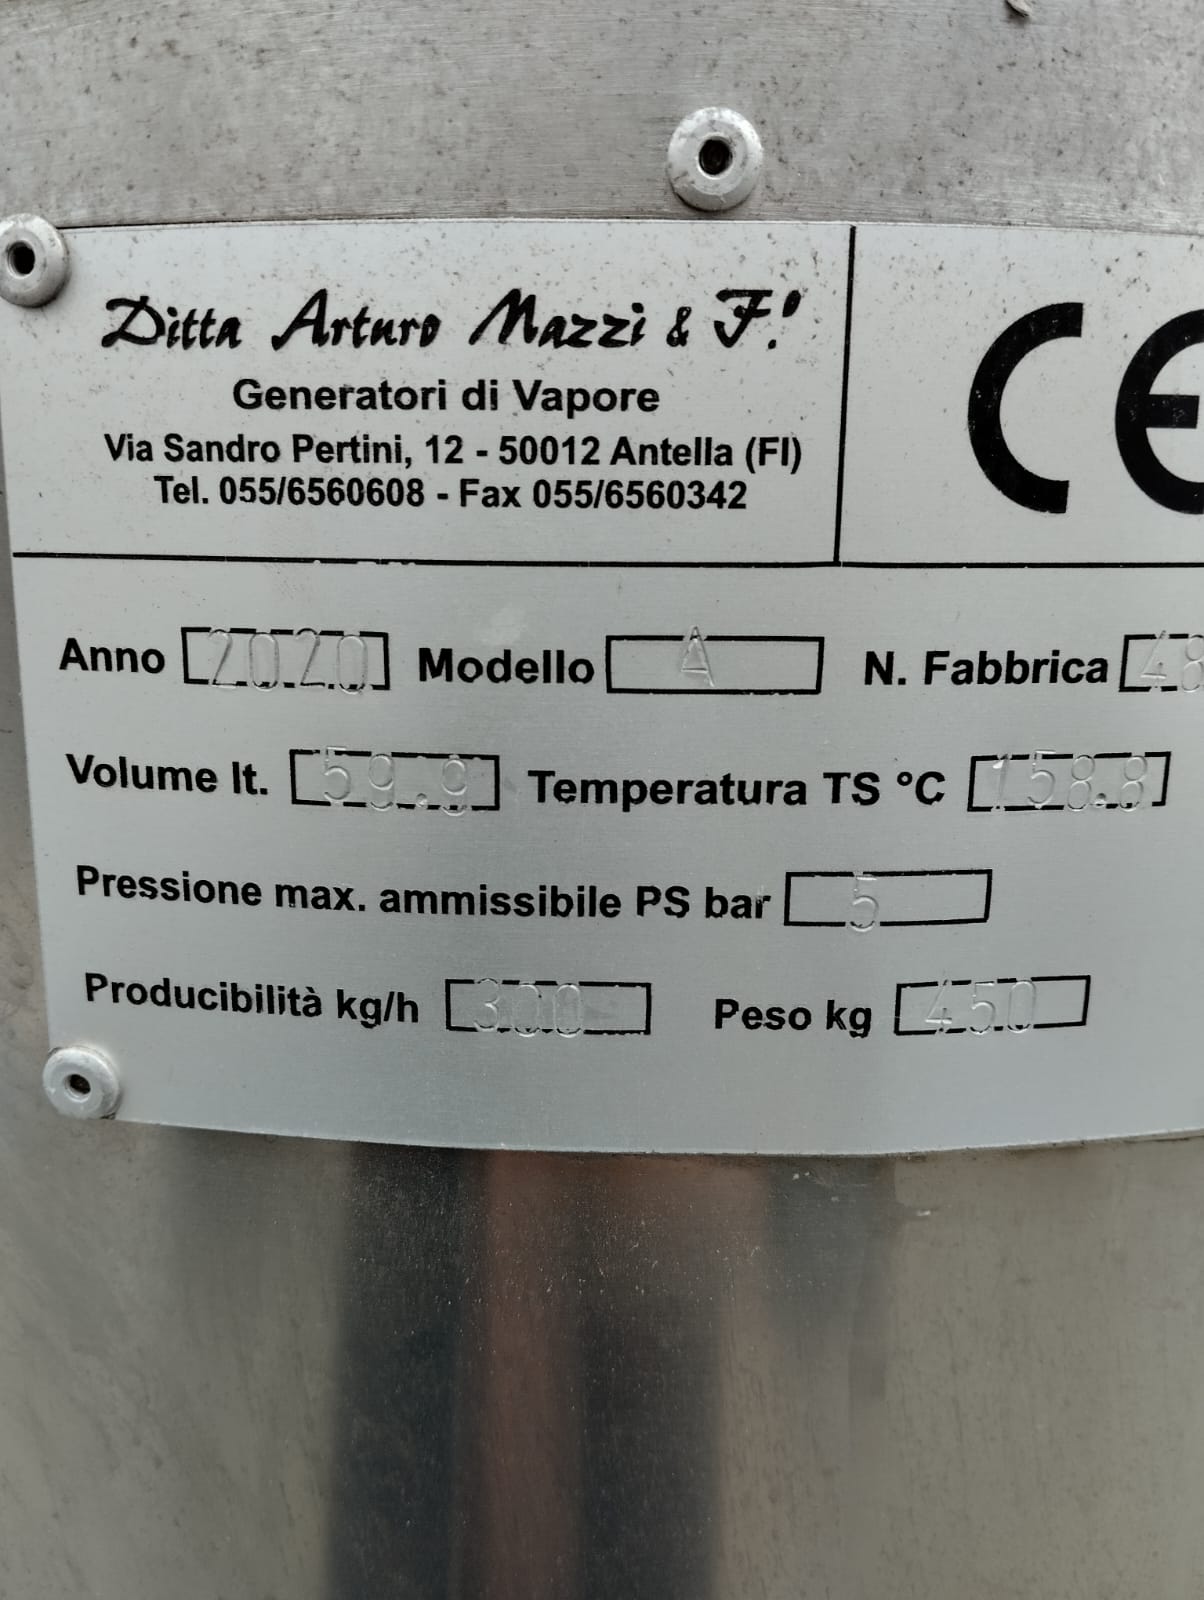 Ditta Arturo Mazzi & F.i
Generatori di Vapore
Via Sandro Pertini, 12 - 50012 Antella (FI)
Tel. 055/6560608 - Fax 055/6560342
CE
Anno 2020 Modello A N. Fabbrica 48
Volume lt. 59.9 Temperatura TS °C 158.8
Pressione max. ammissibile PS bar 5
Producibilità kg/h 300 Peso kg 450